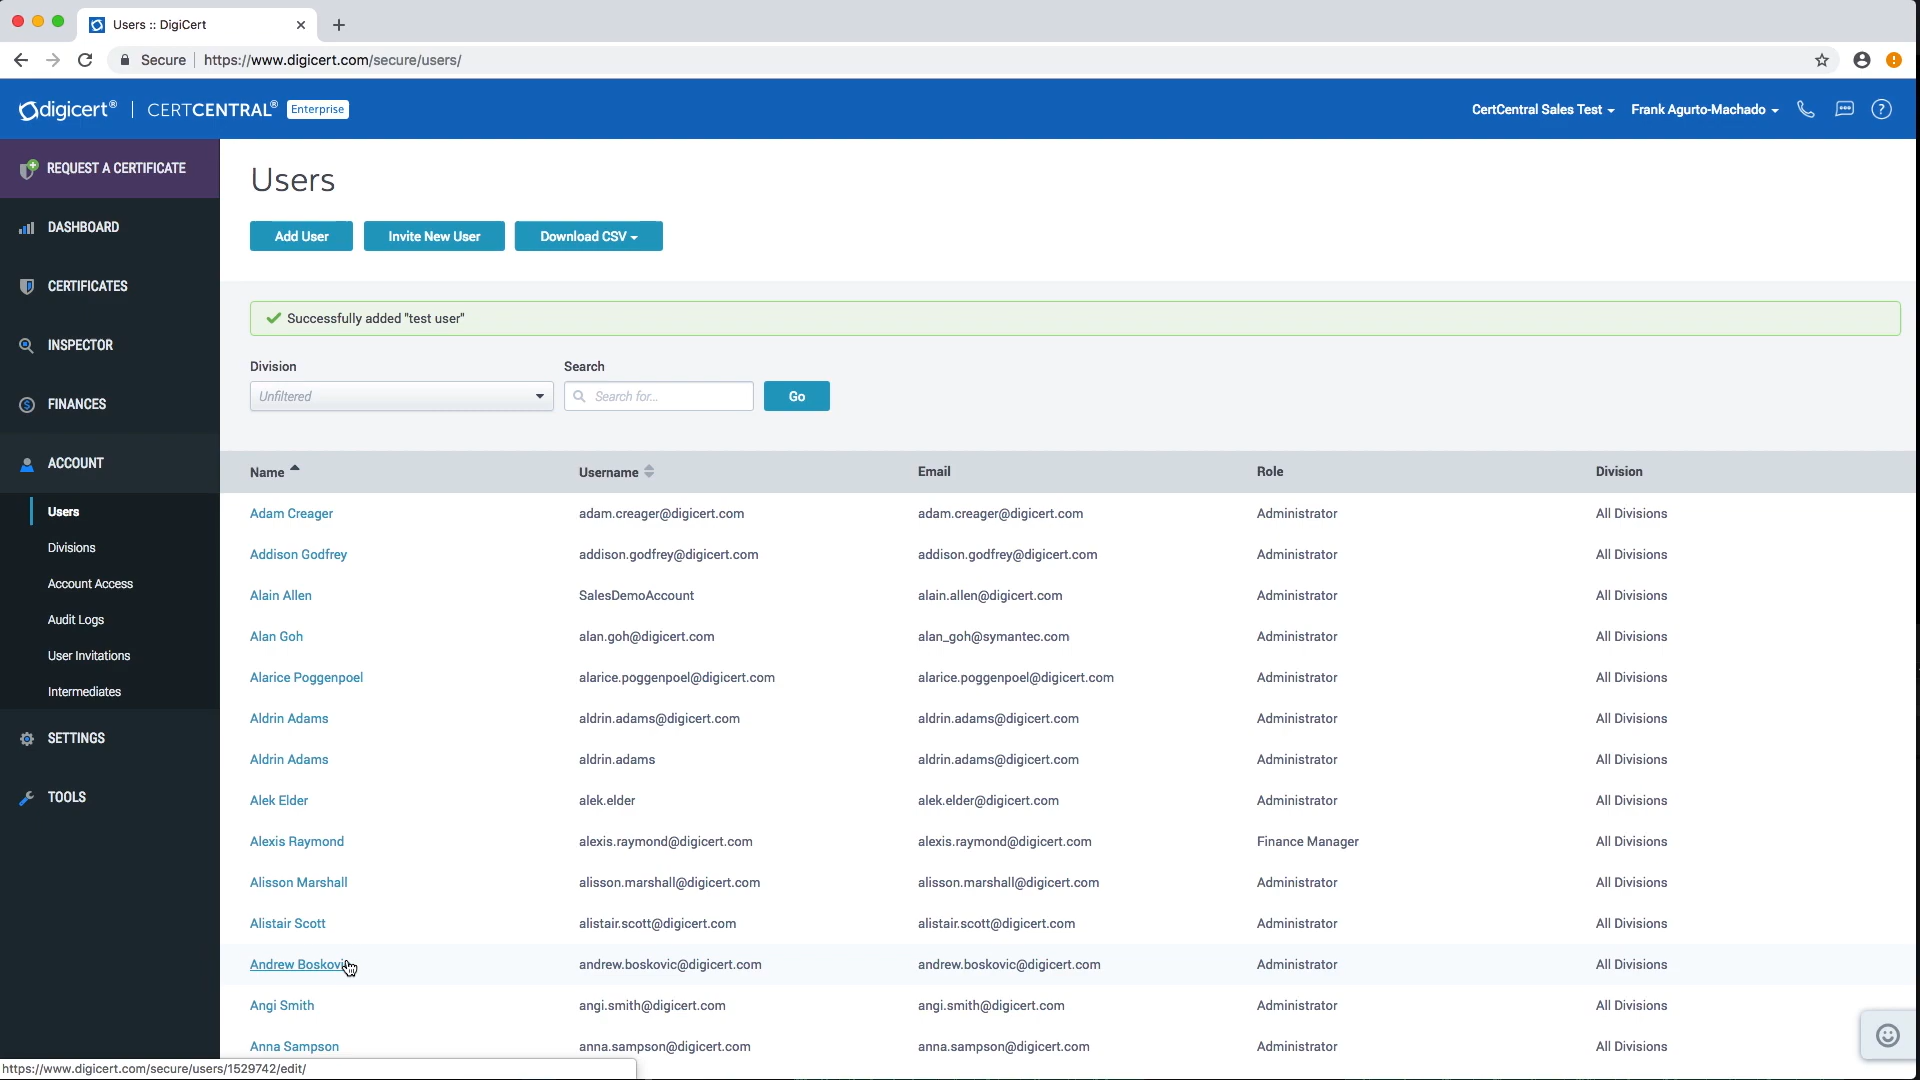 Users :: DigiCert
Secure https://www.digicert.com/secure/users/
digicert® CERTCENTRAL® Enterprise
CertCentral Sales Test Frank Agurto-Machado
REQUEST A CERTIFICATE
DASHBOARD
CERTIFICATES
INSPECTOR
FINANCES
ACCOUNT
Users
Divisions
Account Access
Audit Logs
User Invitations
Intermediates
SETTINGS
TOOLS
Users
Add User Invite New User Download CSV
Successfully added "test user"
Division Search
Unfiltered Search for... Go
Name Username Email Role Division
Adam Creager adam.creager@digicert.com adam.creager@digicert.com Administrator All Divisions
Addison Godfrey addison.godfrey@digicert.com addison.godfrey@digicert.com Administrator All Divisions
Alain Allen SalesDemoAccount alain.allen@digicert.com Administrator All Divisions
Alan Goh alan.goh@digicert.com alan_goh@symantec.com Administrator All Divisions
Alarice Poggenpoel alarice.poggenpoel@digicert.com alarice.poggenpoel@digicert.com Administrator All Divisions
Aldrin Adams aldrin.adams@digicert.com aldrin.adams@digicert.com Administrator All Divisions
Aldrin Adams aldrin.adams aldrin.adams@digicert.com Administrator All Divisions
Alek Elder alek.elder alek.elder@digicert.com Administrator All Divisions
Alexis Raymond alexis.raymond@digicert.com alexis.raymond@digicert.com Finance Manager All Divisions
Alisson Marshall alisson.marshall@digicert.com alisson.marshall@digicert.com Administrator All Divisions
Alistair Scott alistair.scott@digicert.com alistair.scott@digicert.com Administrator All Divisions
Andrew Boskovic andrew.boskovic@digicert.com andrew.boskovic@digicert.com Administrator All Divisions
Angi Smith angi.smith@digicert.com angi.smith@digicert.com Administrator All Divisions
Anna Sampson anna.sampson@digicert.com anna.sampson@digicert.com Administrator All Divisions
https://www.digicert.com/secure/users/1529742/edit/